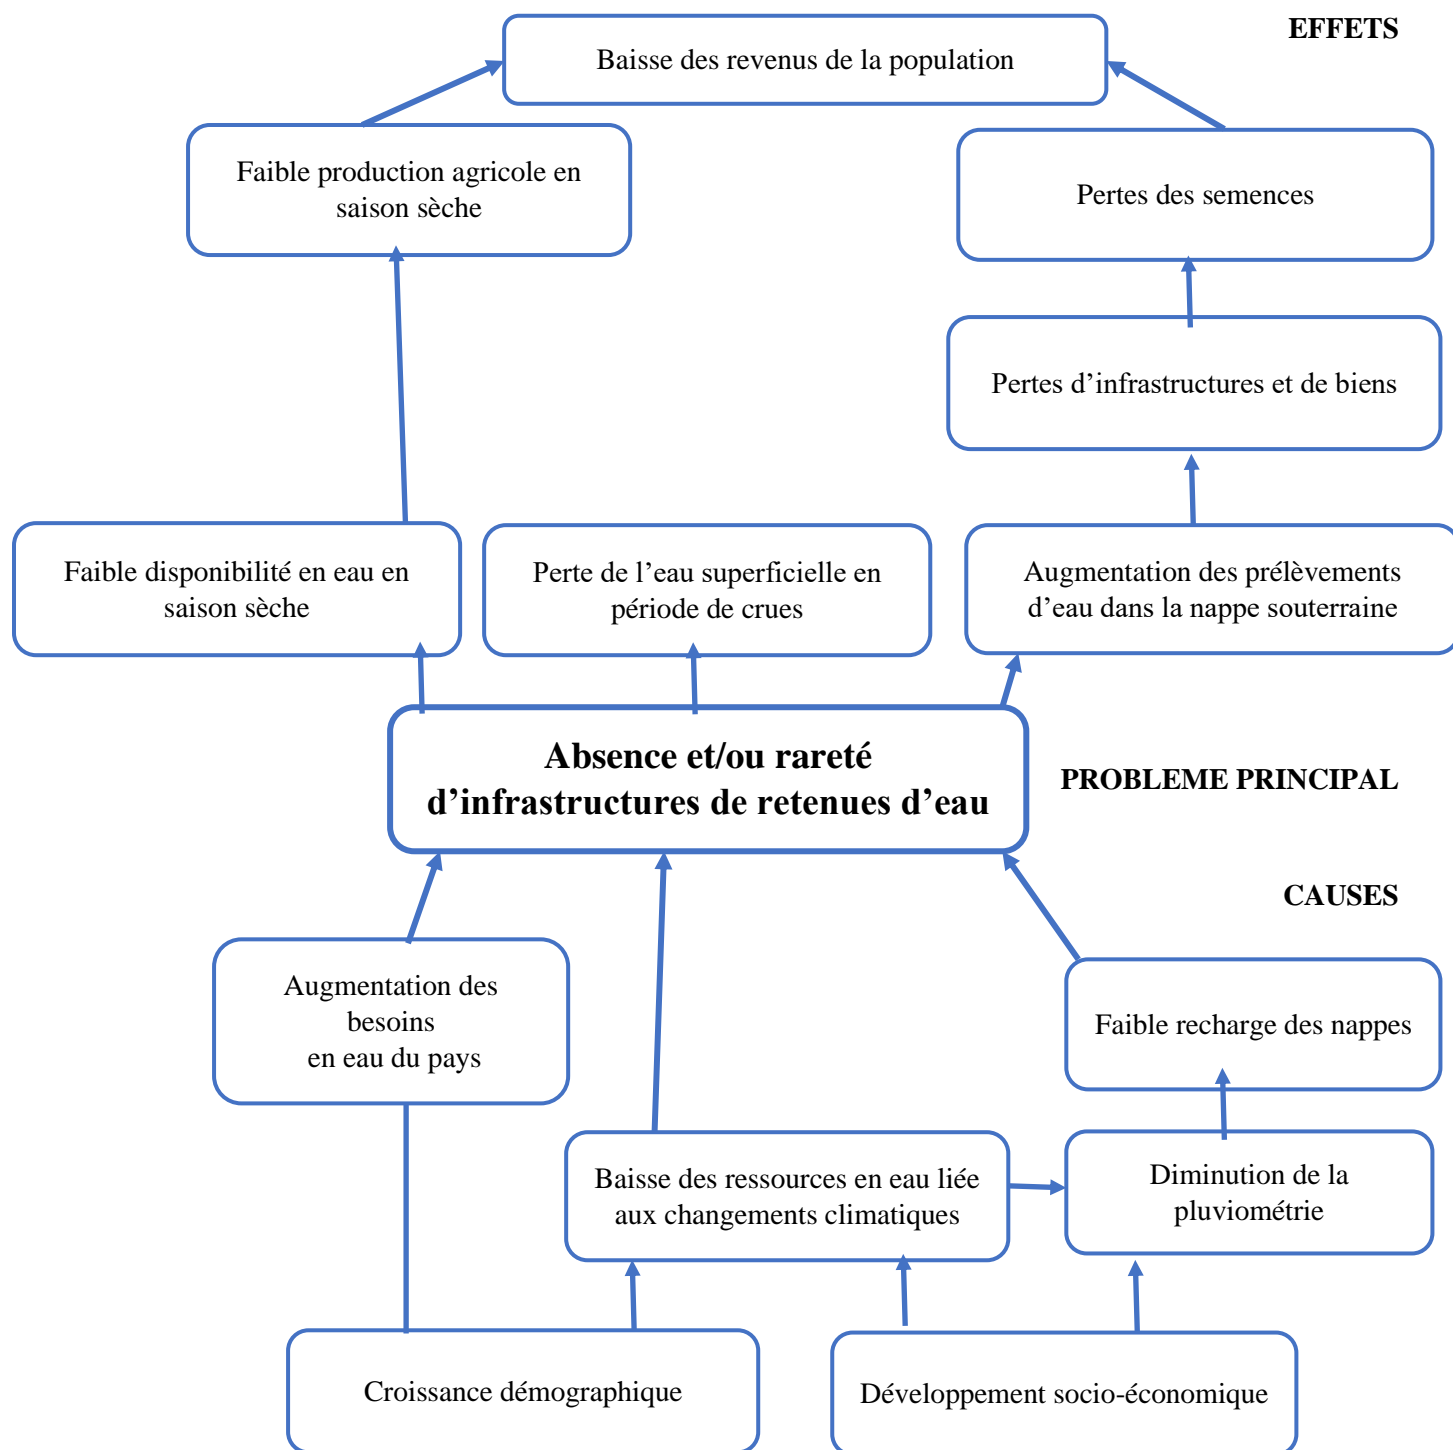 EFFETS
Baisse des revenus de la population
Faible production agricole en
saison sèche
Pertes des semences
Pertes d’infrastructures et de biens
Faible disponibilité en eau en
saison sèche
Perte de l’eau superficielle en
période de crues
Augmentation des prélèvements
d’eau dans la nappe souterraine
Absence et/ou rareté
d’infrastructures de retenues d’eau
PROBLEME PRINCIPAL
CAUSES
Augmentation des
besoins
en eau du pays
Faible recharge des nappes
Baisse des ressources en eau liée
aux changements climatiques
Diminution de la
pluviométrie
Croissance démographique
Développement socio-économique